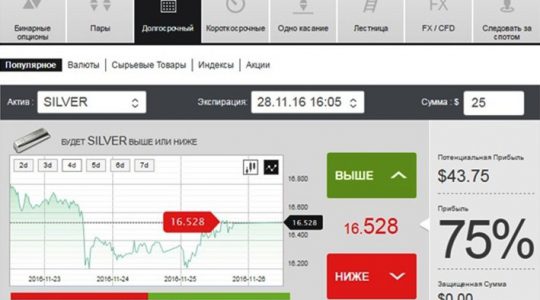 Бинарные опционы
Пары
Долгосрочный
Короткосрочные
Одно касание
Лестница
FX
FX / CFD
Следовать за спотом
Популярное Валюты Сырьевые Товары Индексы Акции
Актив : SILVER Экспирация: 28.11.16 16:05 Сумма : $ 25
БУДЕТ SILVER ВЫШЕ ИЛИ НИЖЕ
2d 3d 4d 5d 6d 7d
16.800
16.528
16.528
16.400
16.200
2016-11-23 2016-11-24 2016-11-25 2016-11-26
ВЫШЕ
16.528
НИЖЕ
Потенциальная Прибыль
$43.75
Прибыль
75%
Защищенная Сумма
$0.00